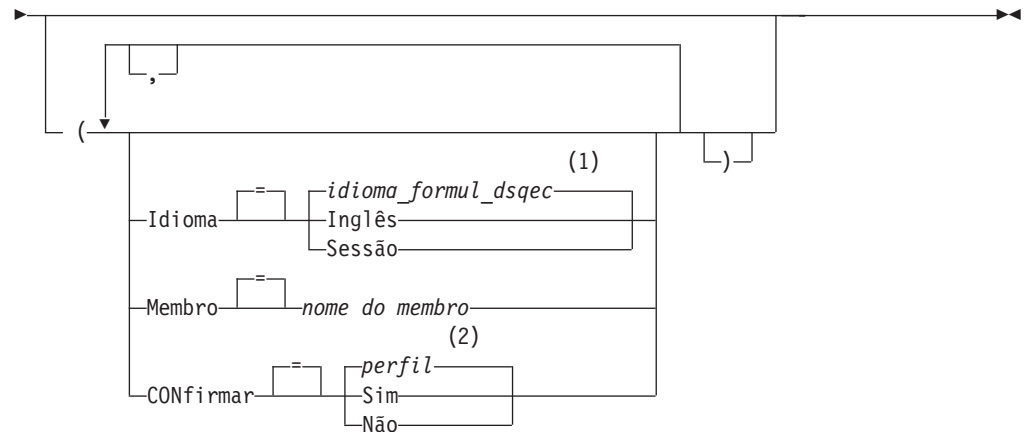 ,
(
)
(1)
= idioma_formul_dsqec
Idioma Inglês
Sessão
=
Membro nome do membro
(2)
= perfil
CONfirmar Sim
Não